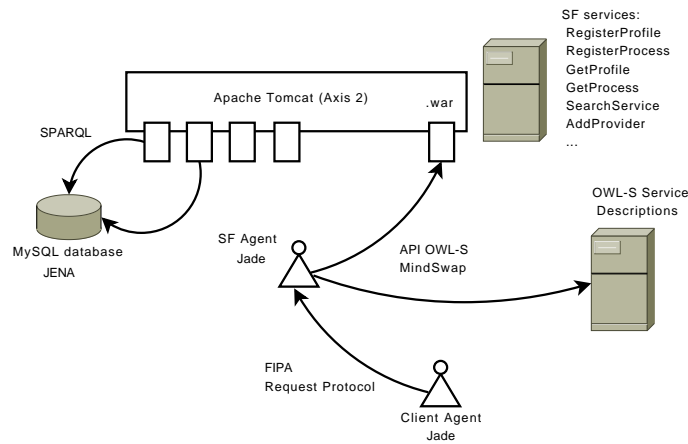 SF services:
RegisterProfile
RegisterProcess
GetProfile
GetProcess
SearchService
AddProvider
...
Apache Tomcat (Axis 2)
.war
SPARQL
OWL-S Service
Descriptions
MySQL database
JENA
SF Agent
Jade
API OWL-S
MindSwap
FIPA
Request Protocol
Client Agent
Jade